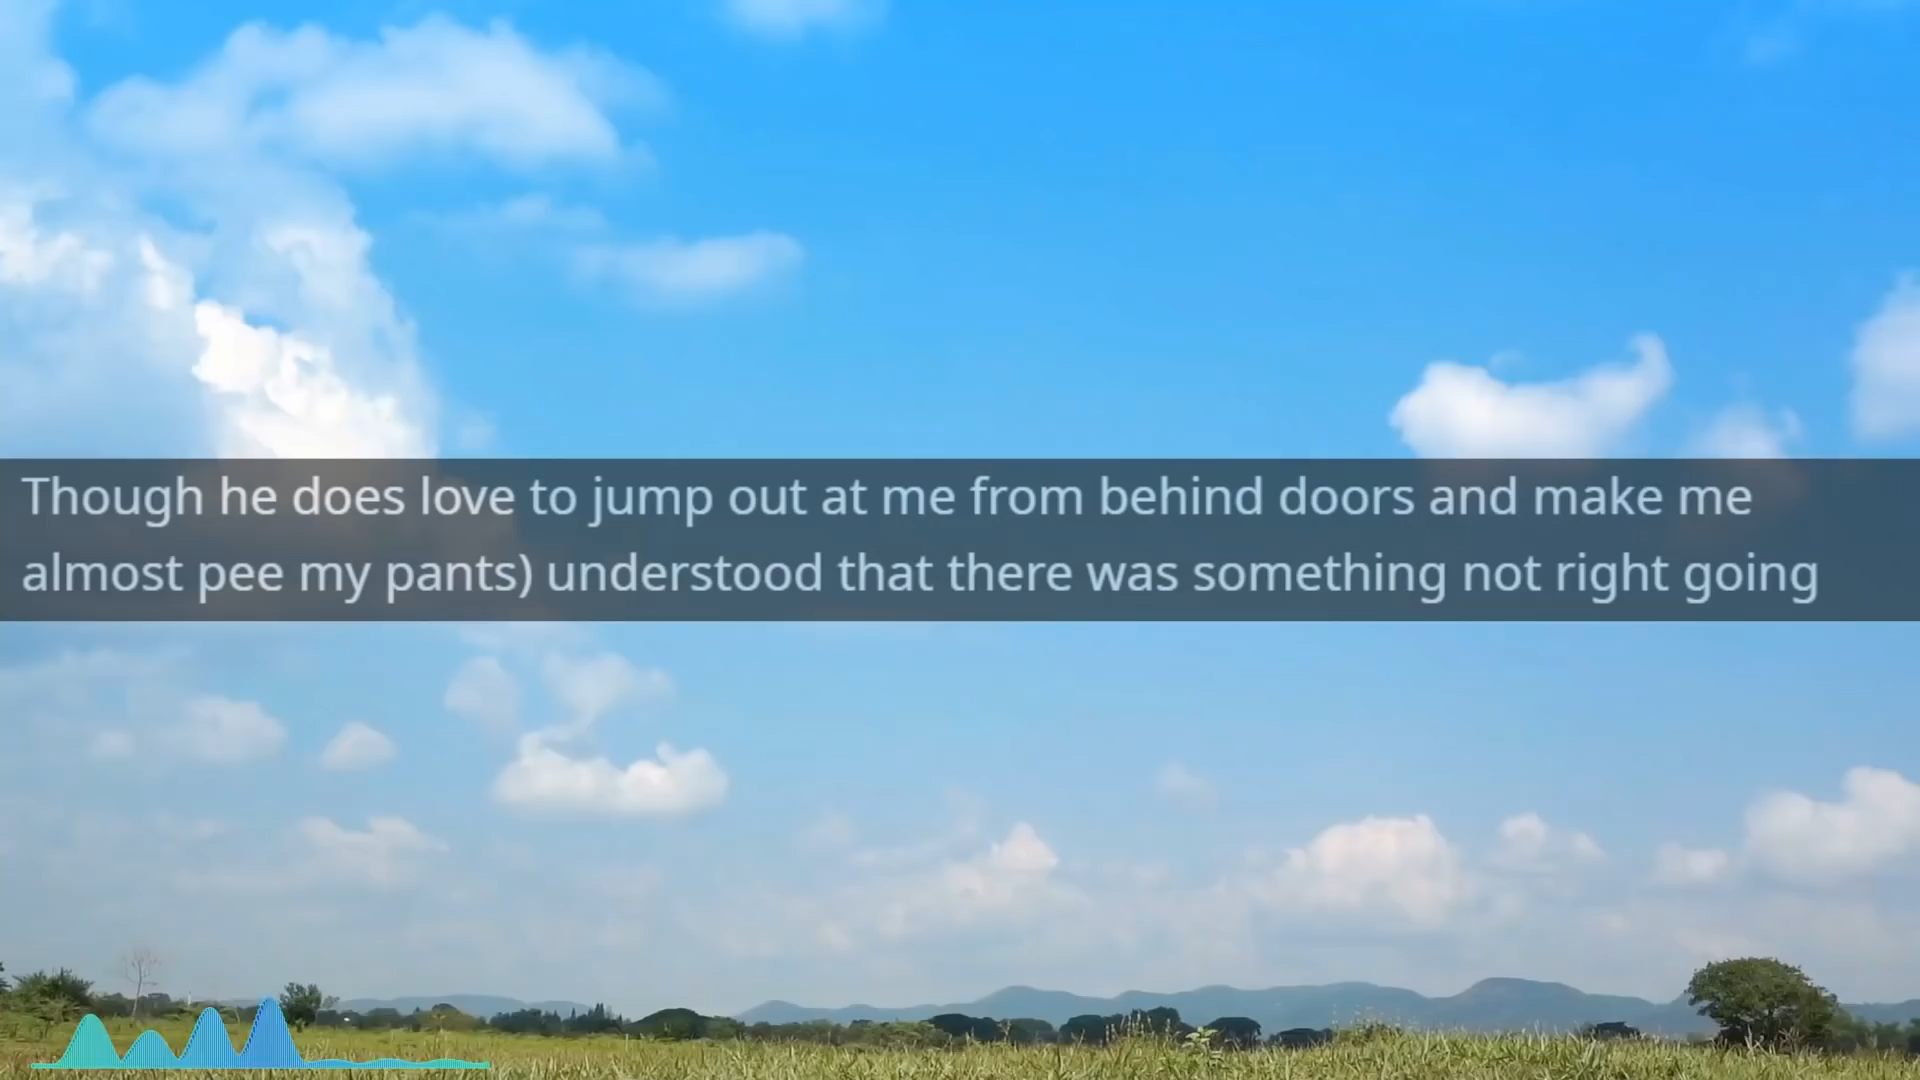 Though he does love to jump out at me from behind doors and make me
almost pee my pants) understood that there was something not right going